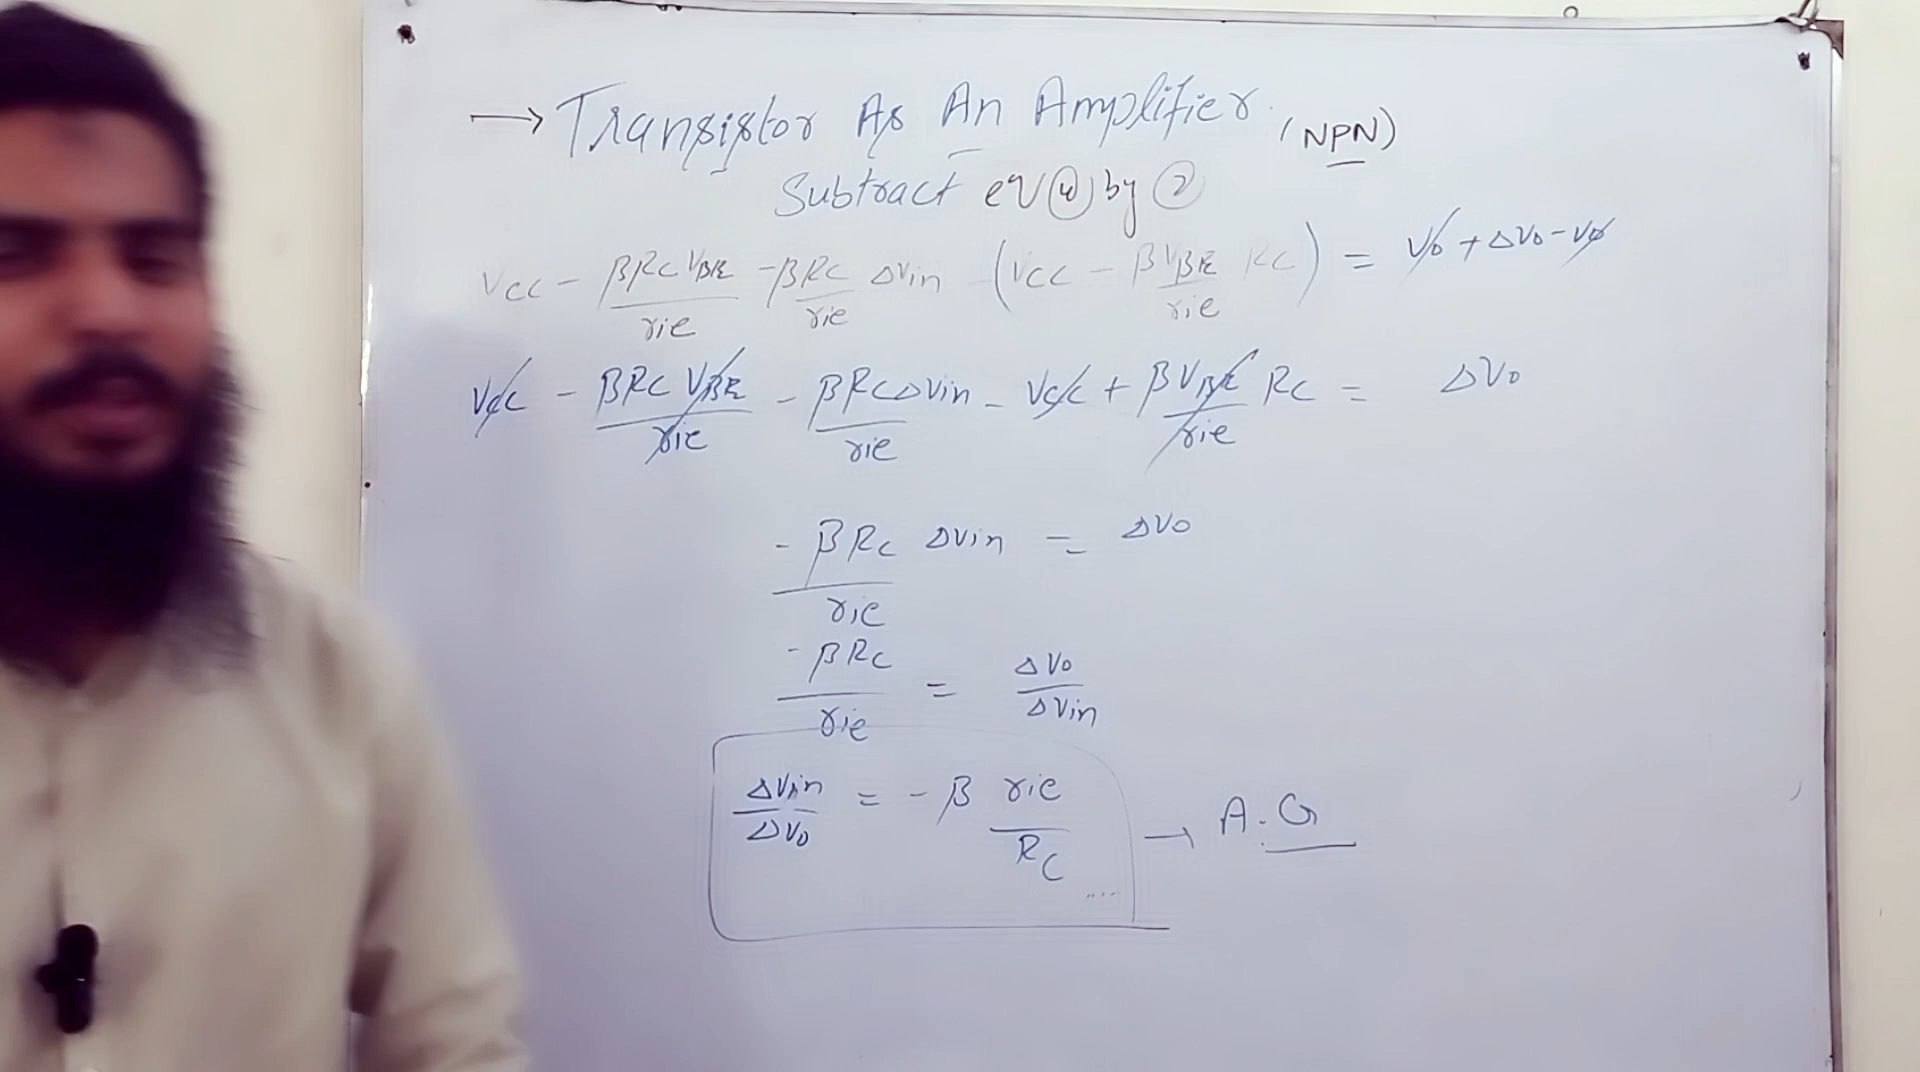 → Transistor As An Amplifier. (NPN)
Subtract eq (4) by (2)
Vcc - βRc VBE/rie - βRc/rie ΔVin - (Vcc - βVBE/rie Rc) = Vo + ΔVo - Vo
Vcc - βRc VBE/rie - βRcΔVin/rie - Vcc + βVBE/rie Rc = ΔVo
-βRc/rie ΔVin = ΔVo
-βRc/rie = ΔVo/ΔVin
ΔVin/ΔVo = -β rie/Rc → A.G